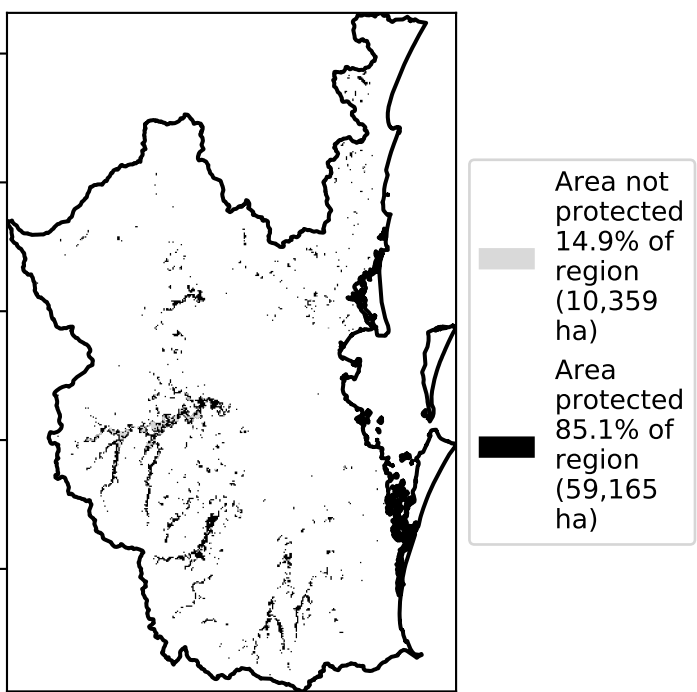 Area not
protected
14.9% of
region
(10,359
ha)
Area
protected
85.1% of
region
(59,165
ha)